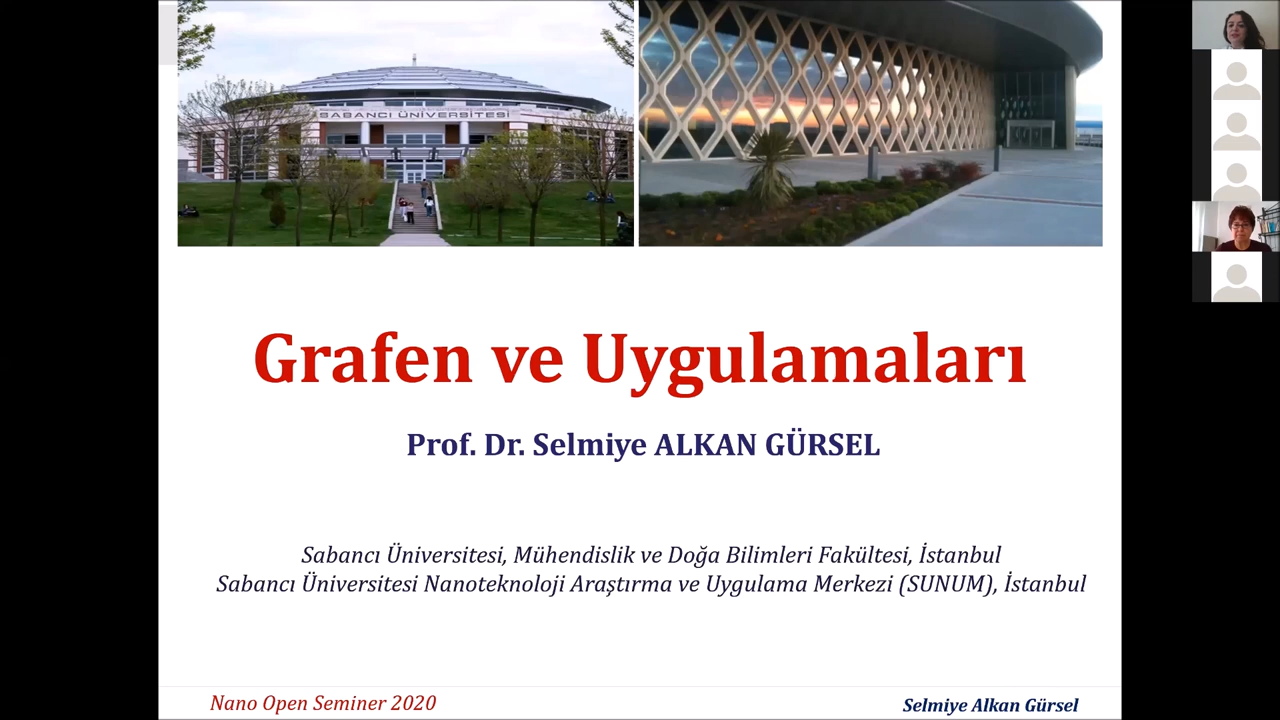 SABANCI ÜNİVERSİTESİ
Grafen ve Uygulamaları
Prof. Dr. Selmiye ALKAN GÜRSEL
Sabancı Üniversitesi, Mühendislik ve Doğa Bilimleri Fakültesi, İstanbul
Sabancı Üniversitesi Nanoteknoloji Araştırma ve Uygulama Merkezi (SUNUM), İstanbul
Nano Open Seminer 2020
Selmiye Alkan Gürsel